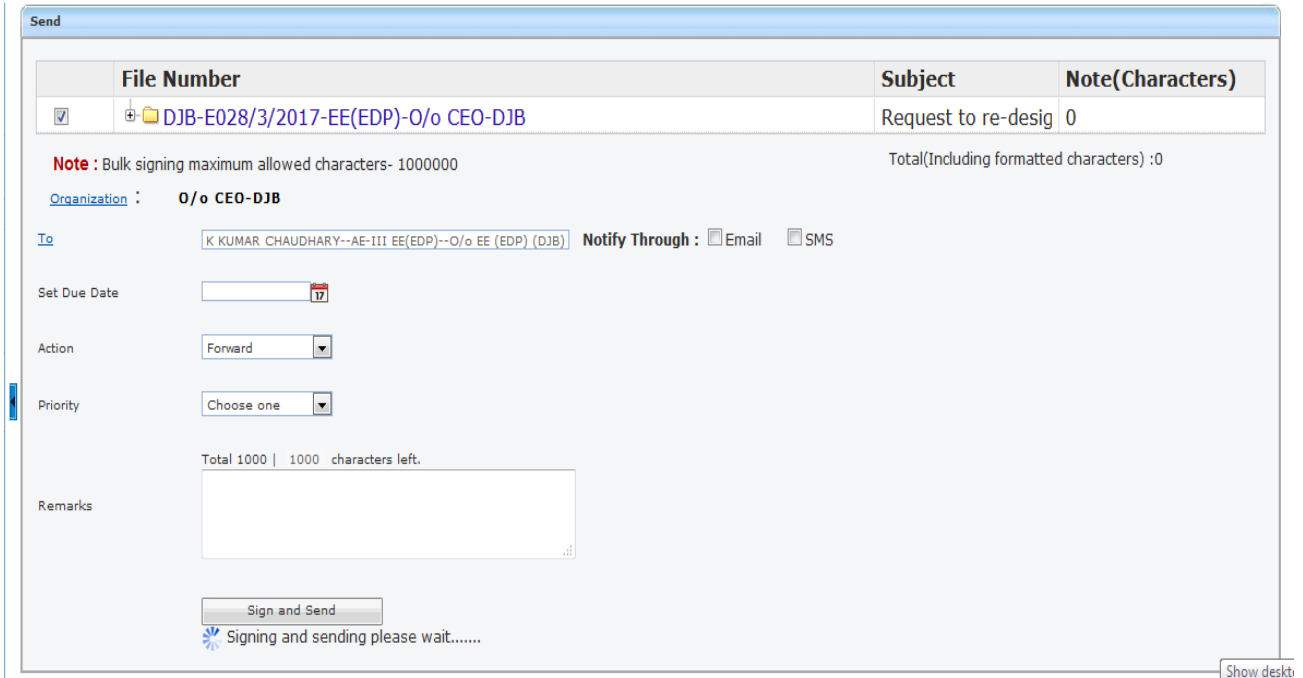 Send
File Number Subject Note(Characters)
DJB-E028/3/2017-EE(EDP)-O/o CEO-DJB Request to re-desig 0
Note : Bulk signing maximum allowed characters- 1000000 Total(Including formatted characters) :0
Organization : O/o CEO-DJB
To K KUMAR CHAUDHARY--AE-III EE(EDP)--O/o EE (EDP) (DJB) Notify Through : Email SMS
Set Due Date 17
Action Forward
Priority Choose one
Total 1000 | 1000 characters left.
Remarks
Sign and Send
Signing and sending please wait.......
Show deskto